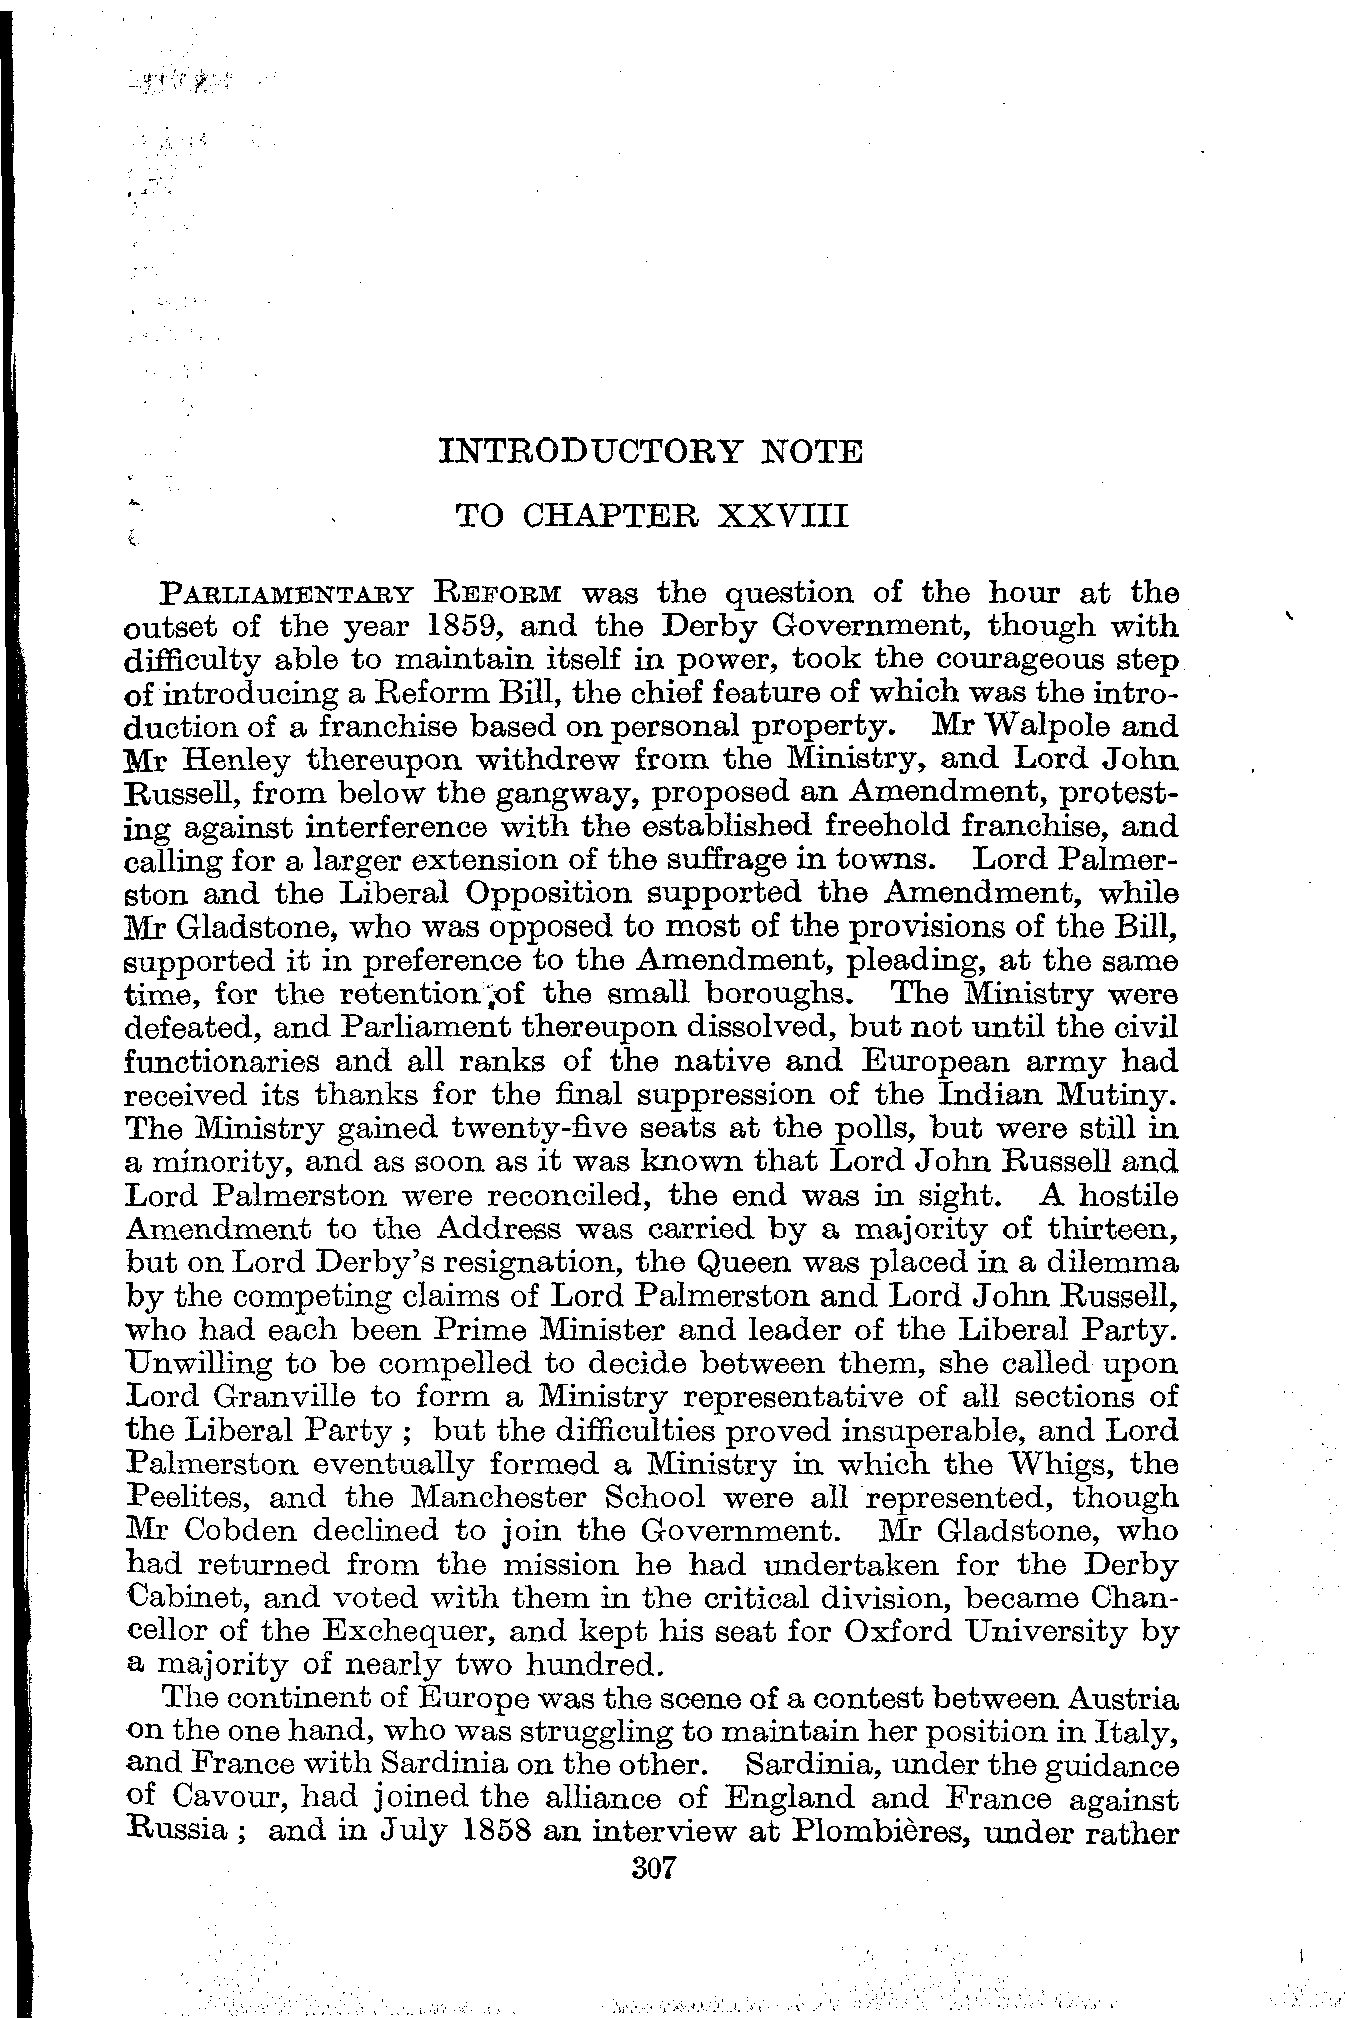 INTRODUCTORY NOTE
TO CHAPTER XXVIII
PARLIAMENTARY REFORM was the question of the hour at the
outset of the year 1859, and the Derby Government, though with
difficulty able to maintain itself in power, took the courageous step
of introducing a Reform Bill, the chief feature of which was the intro-
duction of a franchise based on personal property. Mr Walpole and
Mr Henley thereupon withdrew from the Ministry, and Lord John
Russell, from below the gangway, proposed an Amendment, protest-
ing against interference with the established freehold franchise, and
calling for a larger extension of the suffrage in towns. Lord Palmer-
ston and the Liberal Opposition supported the Amendment, while
Mr Gladstone, who was opposed to most of the provisions of the Bill,
supported it in preference to the Amendment, pleading, at the same
time, for the retention of the small boroughs. The Ministry were
defeated, and Parliament thereupon dissolved, but not until the civil
functionaries and all ranks of the native and European army had
received its thanks for the final suppression of the Indian Mutiny.
The Ministry gained twenty-five seats at the polls, but were still in
a minority, and as soon as it was known that Lord John Russell and
Lord Palmerston were reconciled, the end was in sight. A hostile
Amendment to the Address was carried by a majority of thirteen,
but on Lord Derby's resignation, the Queen was placed in a dilemma
by the competing claims of Lord Palmerston and Lord John Russell,
who had each been Prime Minister and leader of the Liberal Party.
Unwilling to be compelled to decide between them, she called upon
Lord Granville to form a Ministry representative of all sections of
the Liberal Party ; but the difficulties proved insuperable, and Lord
Palmerston eventually formed a Ministry in which the Whigs, the
Peelites, and the Manchester School were all represented, though
Mr Cobden declined to join the Government. Mr Gladstone, who
had returned from the mission he had undertaken for the Derby
Cabinet, and voted with them in the critical division, became Chan-
cellor of the Exchequer, and kept his seat for Oxford University by
a majority of nearly two hundred.
The continent of Europe was the scene of a contest between Austria
on the one hand, who was struggling to maintain her position in Italy,
and France with Sardinia on the other. Sardinia, under the guidance
of Cavour, had joined the alliance of England and France against
Russia ; and in July 1858 an interview at Plombières, under rather
307